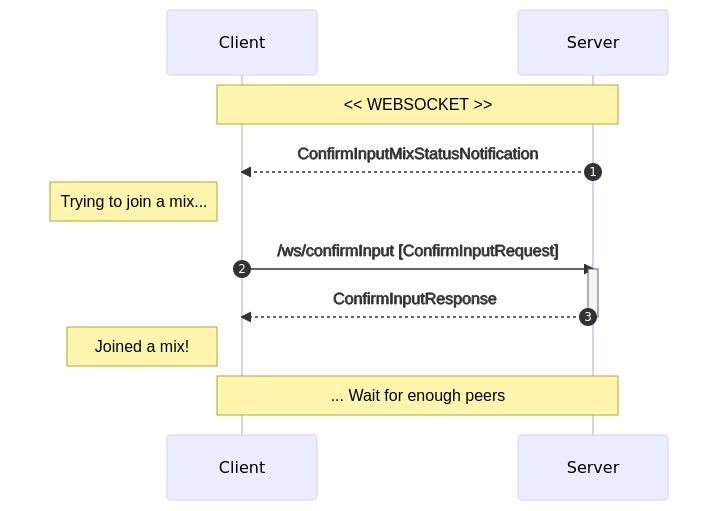 Client
Server
<< WEBSOCKET >>
ConfirmInputMixStatusNotification
1
Trying to join a mix...
/ws/confirmInput [ConfirmInputRequest]
2
ConfirmInputResponse
3
Joined a mix!
... Wait for enough peers
Client
Server